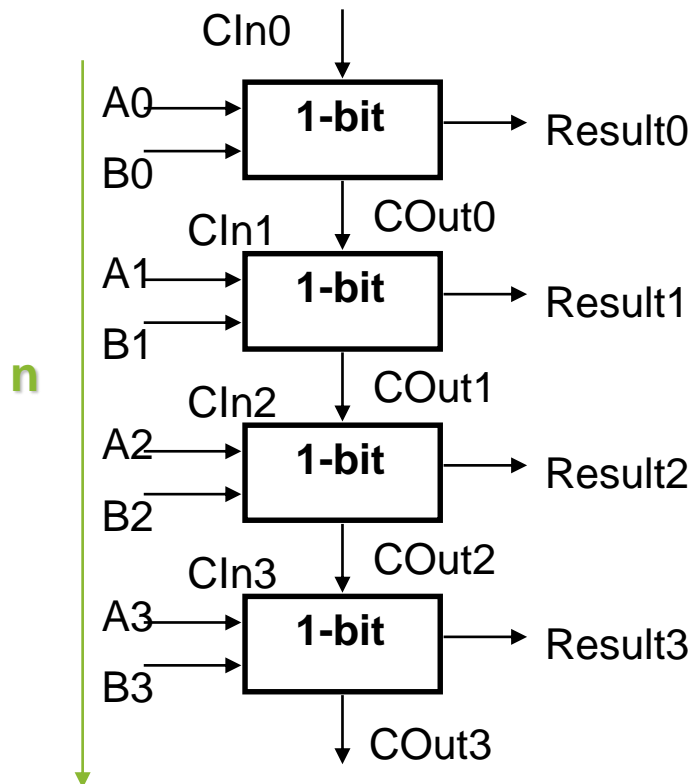 CIn0
A0
1-bit
Result0
B0
COut0
CIn1
A1
1-bit
Result1
B1
COut1
n
CIn2
A2
1-bit
Result2
B2
COut2
CIn3
A3
1-bit
Result3
B3
COut3